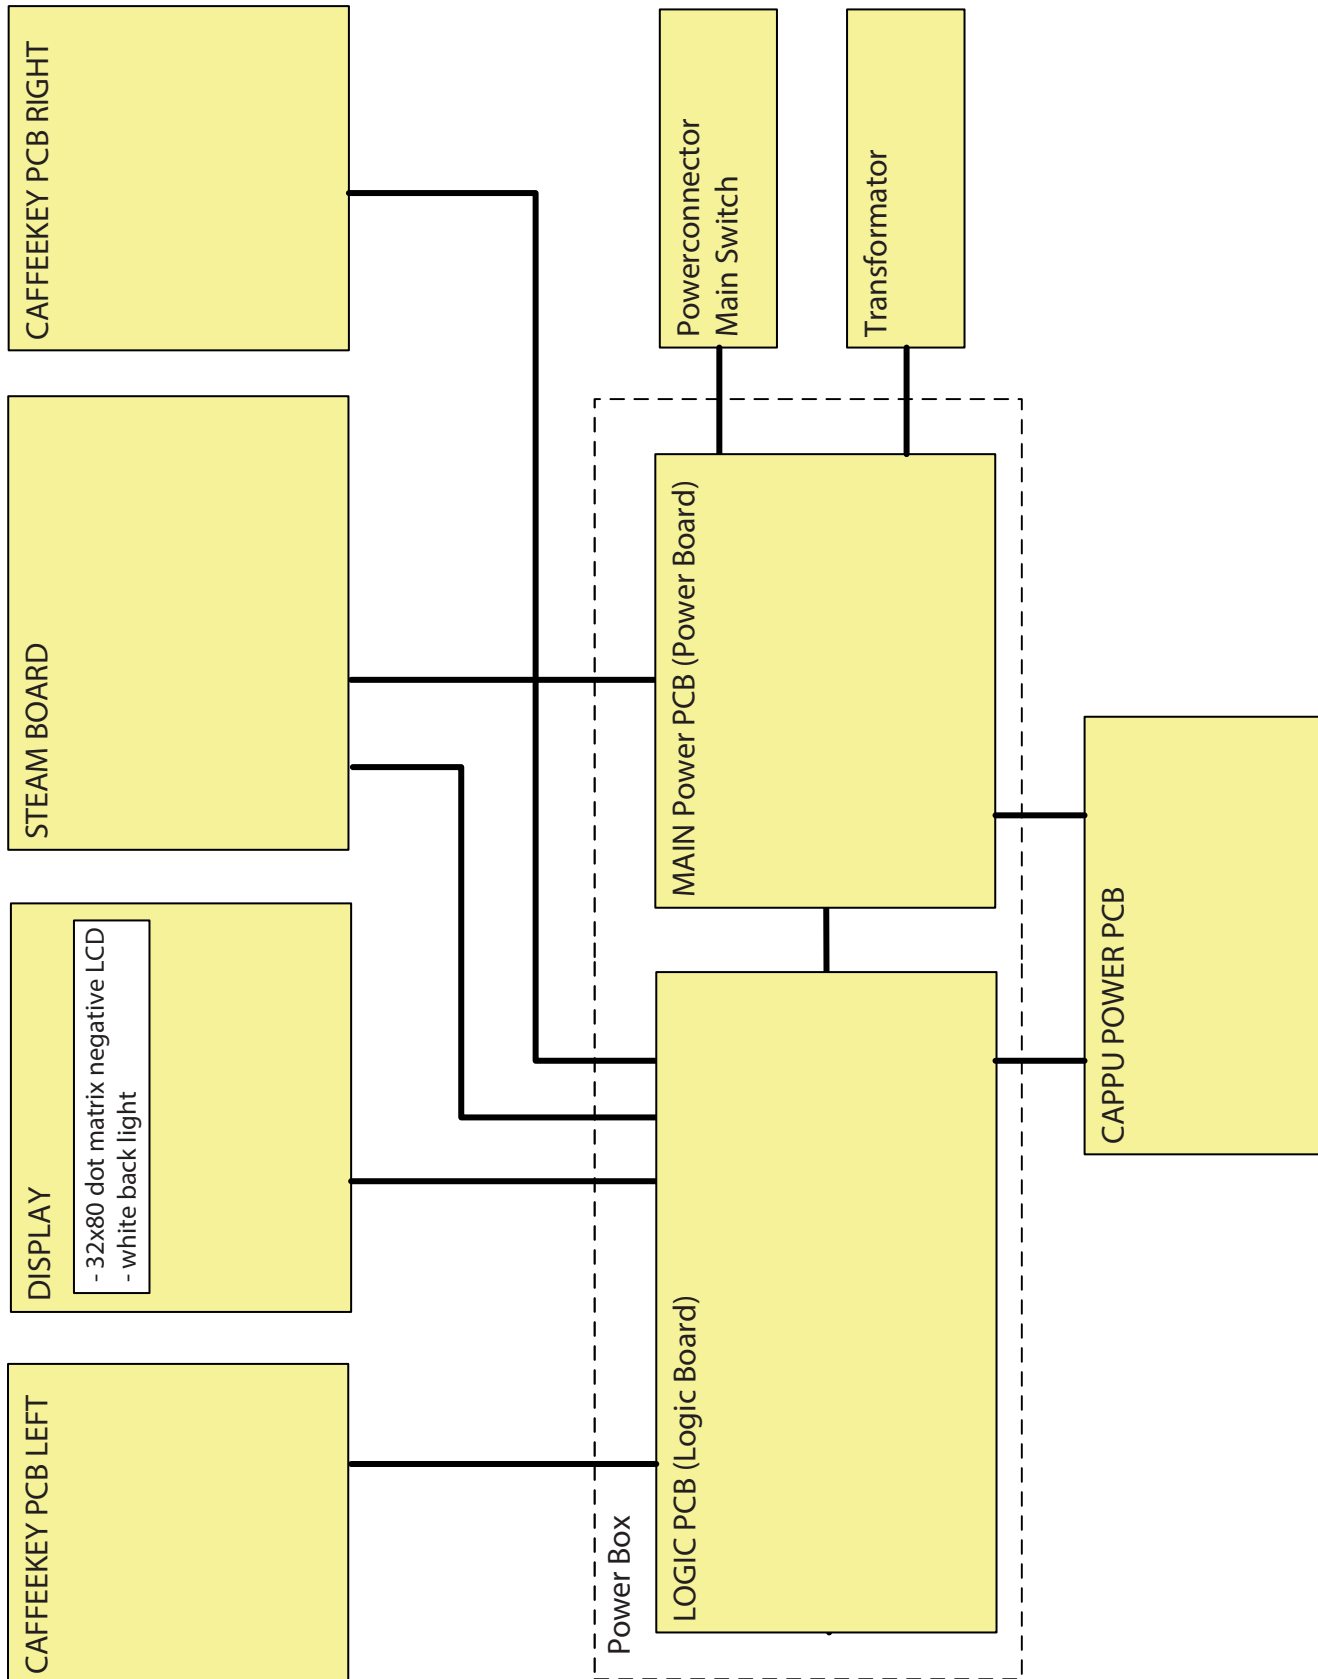 CAFFEEKEY PCB LEFT
DISPLAY
- 32x80 dot matrix negative LCD
- white back light
STEAM BOARD
CAFFEEKEY PCB RIGHT
Power Box
LOGIC PCB (Logic Board)
MAIN Power PCB (Power Board)
Powerconnector
Main Switch
Transformator
CAPPU POWER PCB